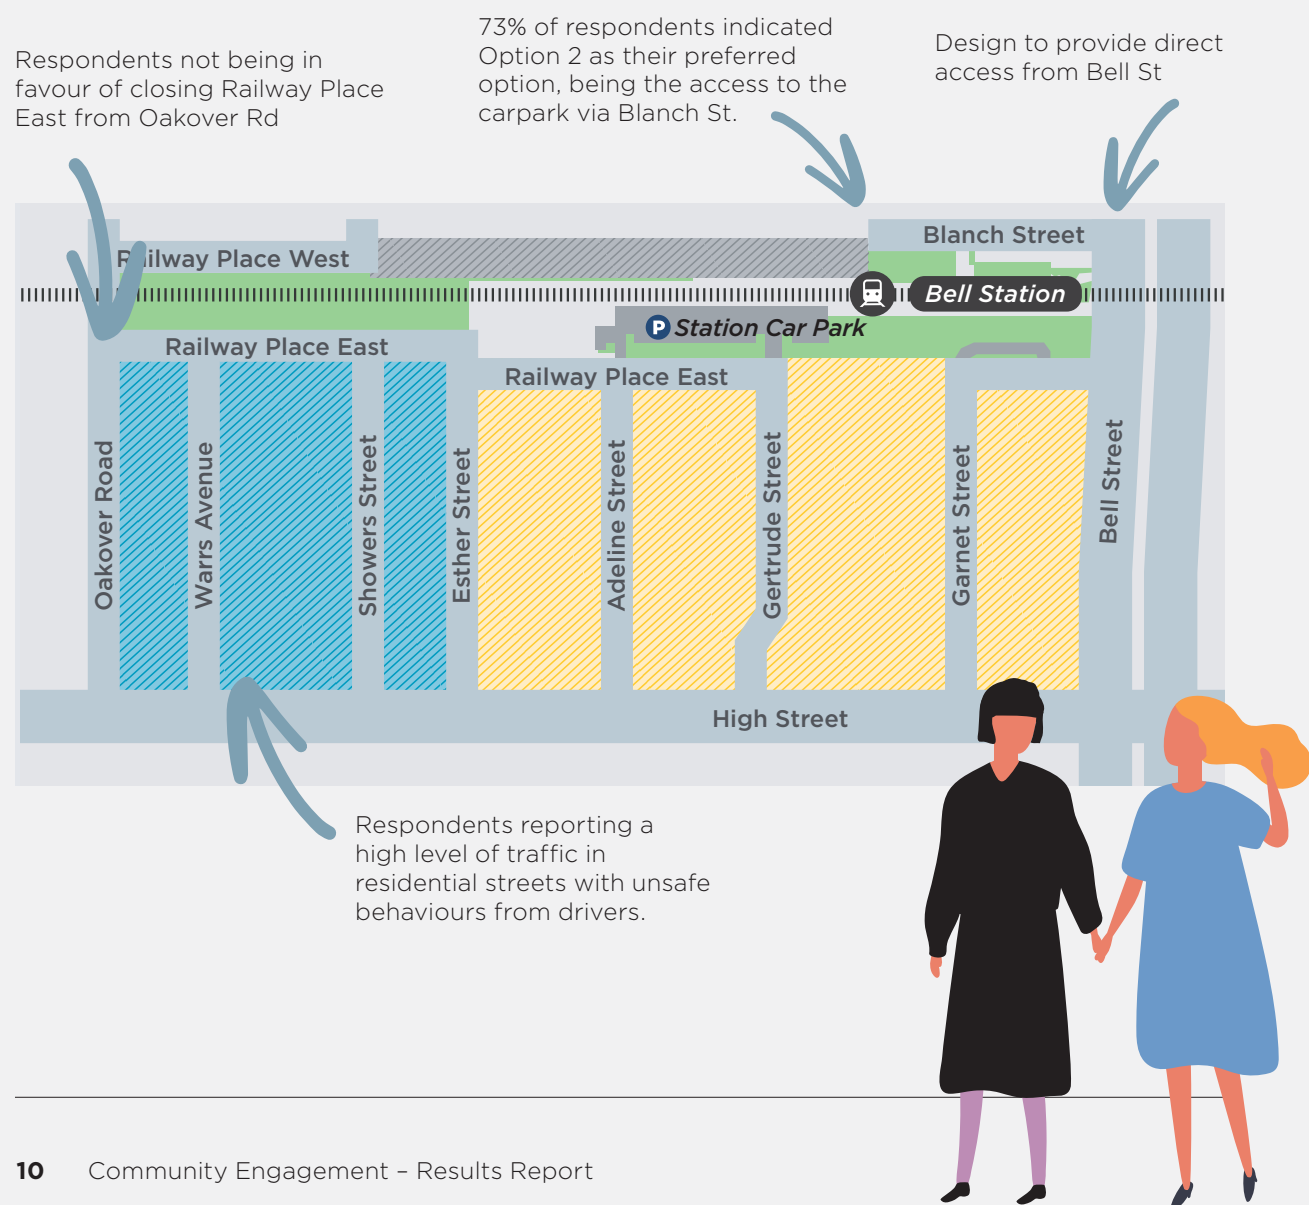 Respondents not being in
favour of closing Railway Place
East from Oakover Rd
73% of respondents indicated
Option 2 as their preferred
option, being the access to the
carpark via Blanch St.
Design to provide direct
access from Bell St
Blanch Street
Railway Place West
Bell Station
P Station Car Park
Railway Place East
Railway Place East
Oakover Road
Warrs Avenue
Showers Street
Esther Street
Adeline Street
Gertrude Street
Garnet Street
Bell Street
High Street
Respondents reporting a
high level of traffic in
residential streets with unsafe
behaviours from drivers.
10 Community Engagement – Results Report